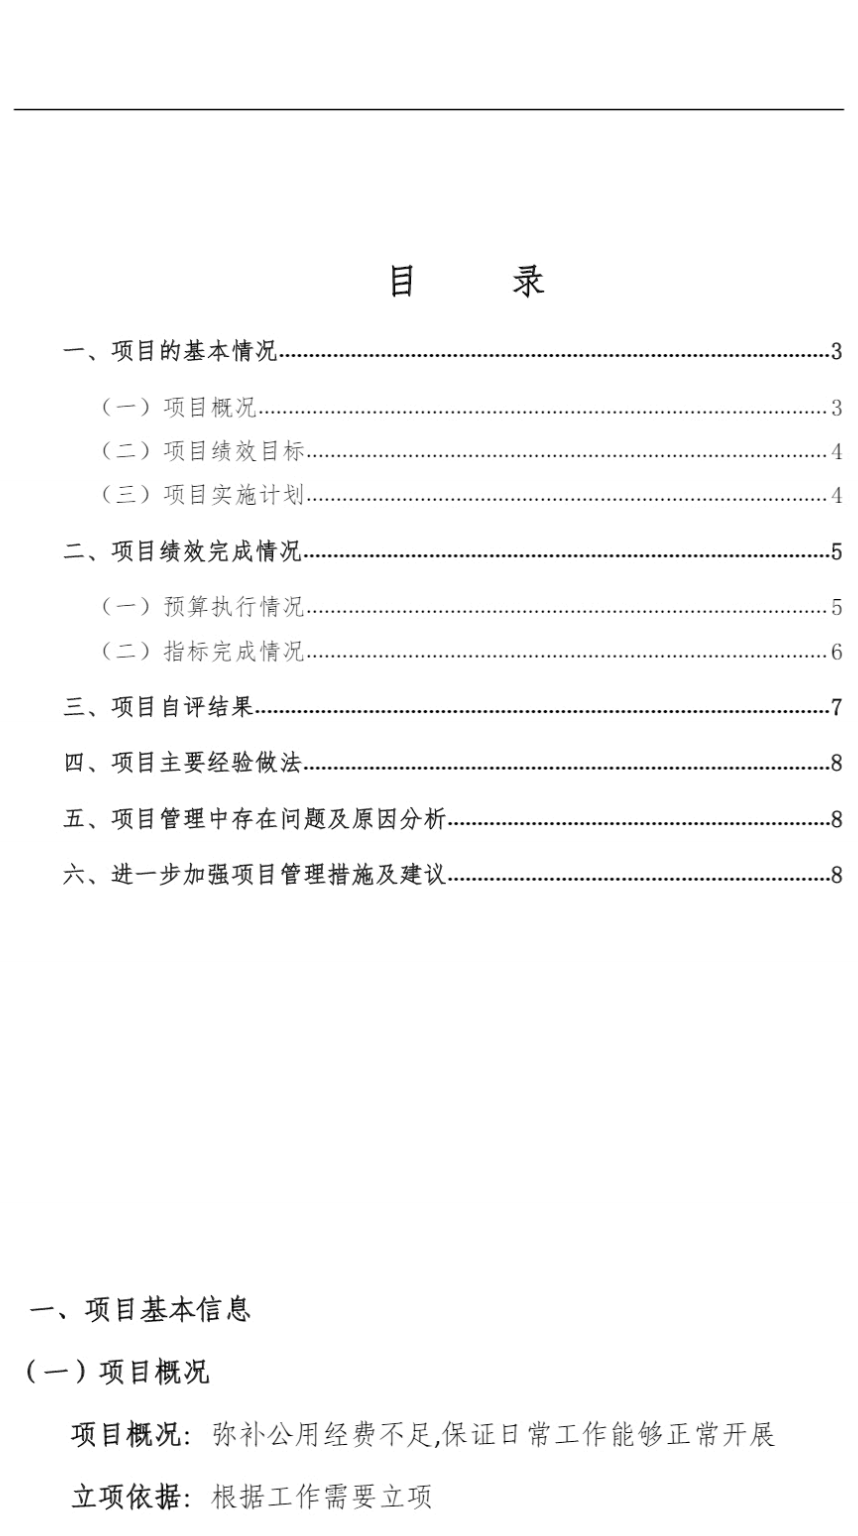 目 录
一、项目的基本情况..........................................................................................3
（一）项目概况..........................................................................................3
（二）项目绩效目标..........................................................................................4
（三）项目实施计划..........................................................................................4
二、项目绩效完成情况..........................................................................................5
（一）预算执行情况..........................................................................................5
（二）指标完成情况..........................................................................................6
三、项目自评结果..........................................................................................7
四、项目主要经验做法..........................................................................................8
五、项目管理中存在问题及原因分析..........................................................................................8
六、进一步加强项目管理措施及建议..........................................................................................8
一、项目基本信息
（一）项目概况
项目概况：弥补公用经费不足,保证日常工作能够正常开展
立项依据：根据工作需要立项